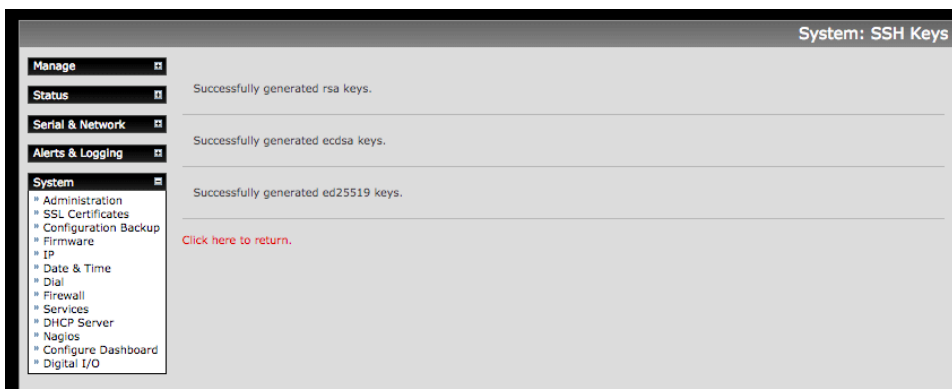 System: SSH Keys
Manage
Status
Serial & Network
Alerts & Logging
System
Administration
SSL Certificates
Configuration Backup
Firmware
IP
Date & Time
Dial
Firewall
Services
DHCP Server
Nagios
Configure Dashboard
Digital I/O
Successfully generated rsa keys.
Successfully generated ecdsa keys.
Successfully generated ed25519 keys.
Click here to return.